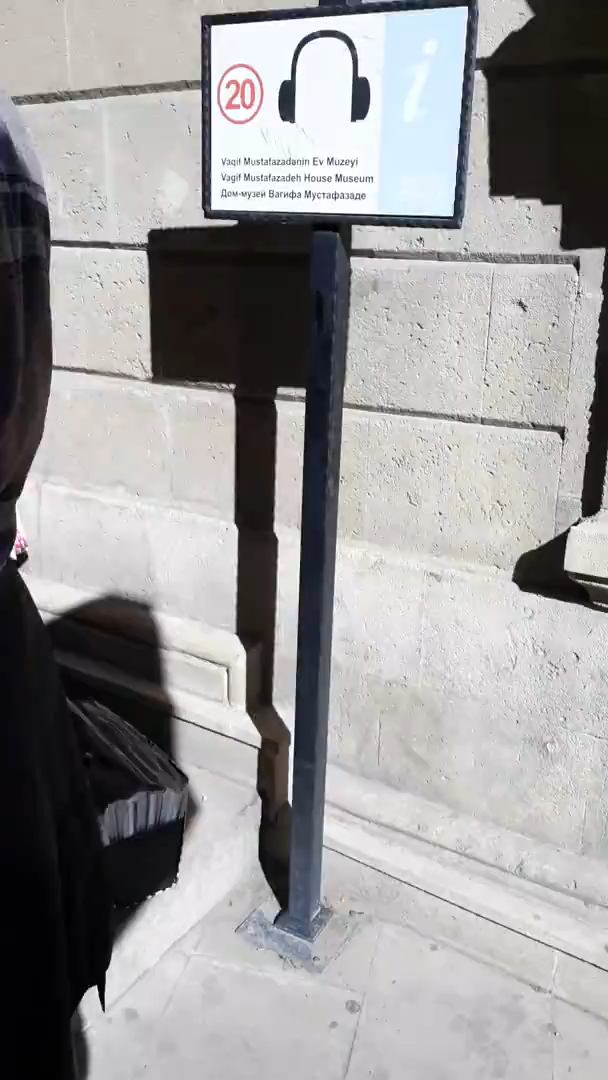 20
i
Vaqif Mustafazadənin Ev Muzeyi
Vagif Mustafazadeh House Museum
Дом-музей Вагифа Мустафазаде